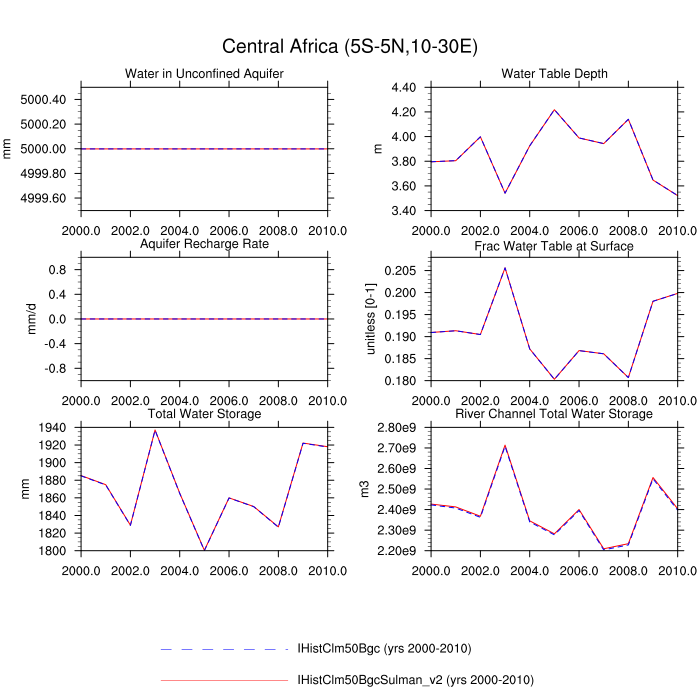 Central Africa (5S-5N,10-30E)
Water in Unconfined Aquifer
5000.40
5000.20
5000.00
4999.80
4999.60
mm
2000.0 2002.0 2004.0 2006.0 2008.0 2010.0
Water Table Depth
4.40
4.20
4.00
3.80
3.60
3.40
m
2000.0 2002.0 2004.0 2006.0 2008.0 2010.0
Aquifer Recharge Rate
0.8
0.4
0.0
-0.4
-0.8
mm/d
2000.0 2002.0 2004.0 2006.0 2008.0 2010.0
Frac Water Table at Surface
0.205
0.200
0.195
0.190
0.185
0.180
unitless [0-1]
2000.0 2002.0 2004.0 2006.0 2008.0 2010.0
Total Water Storage
1940
1920
1900
1880
1860
1840
1820
1800
mm
2000.0 2002.0 2004.0 2006.0 2008.0 2010.0
River Channel Total Water Storage
2.80e9
2.70e9
2.60e9
2.50e9
2.40e9
2.30e9
2.20e9
m3
2000.0 2002.0 2004.0 2006.0 2008.0 2010.0
IHistClm50Bgc (yrs 2000-2010)
IHistClm50BgcSulman_v2 (yrs 2000-2010)